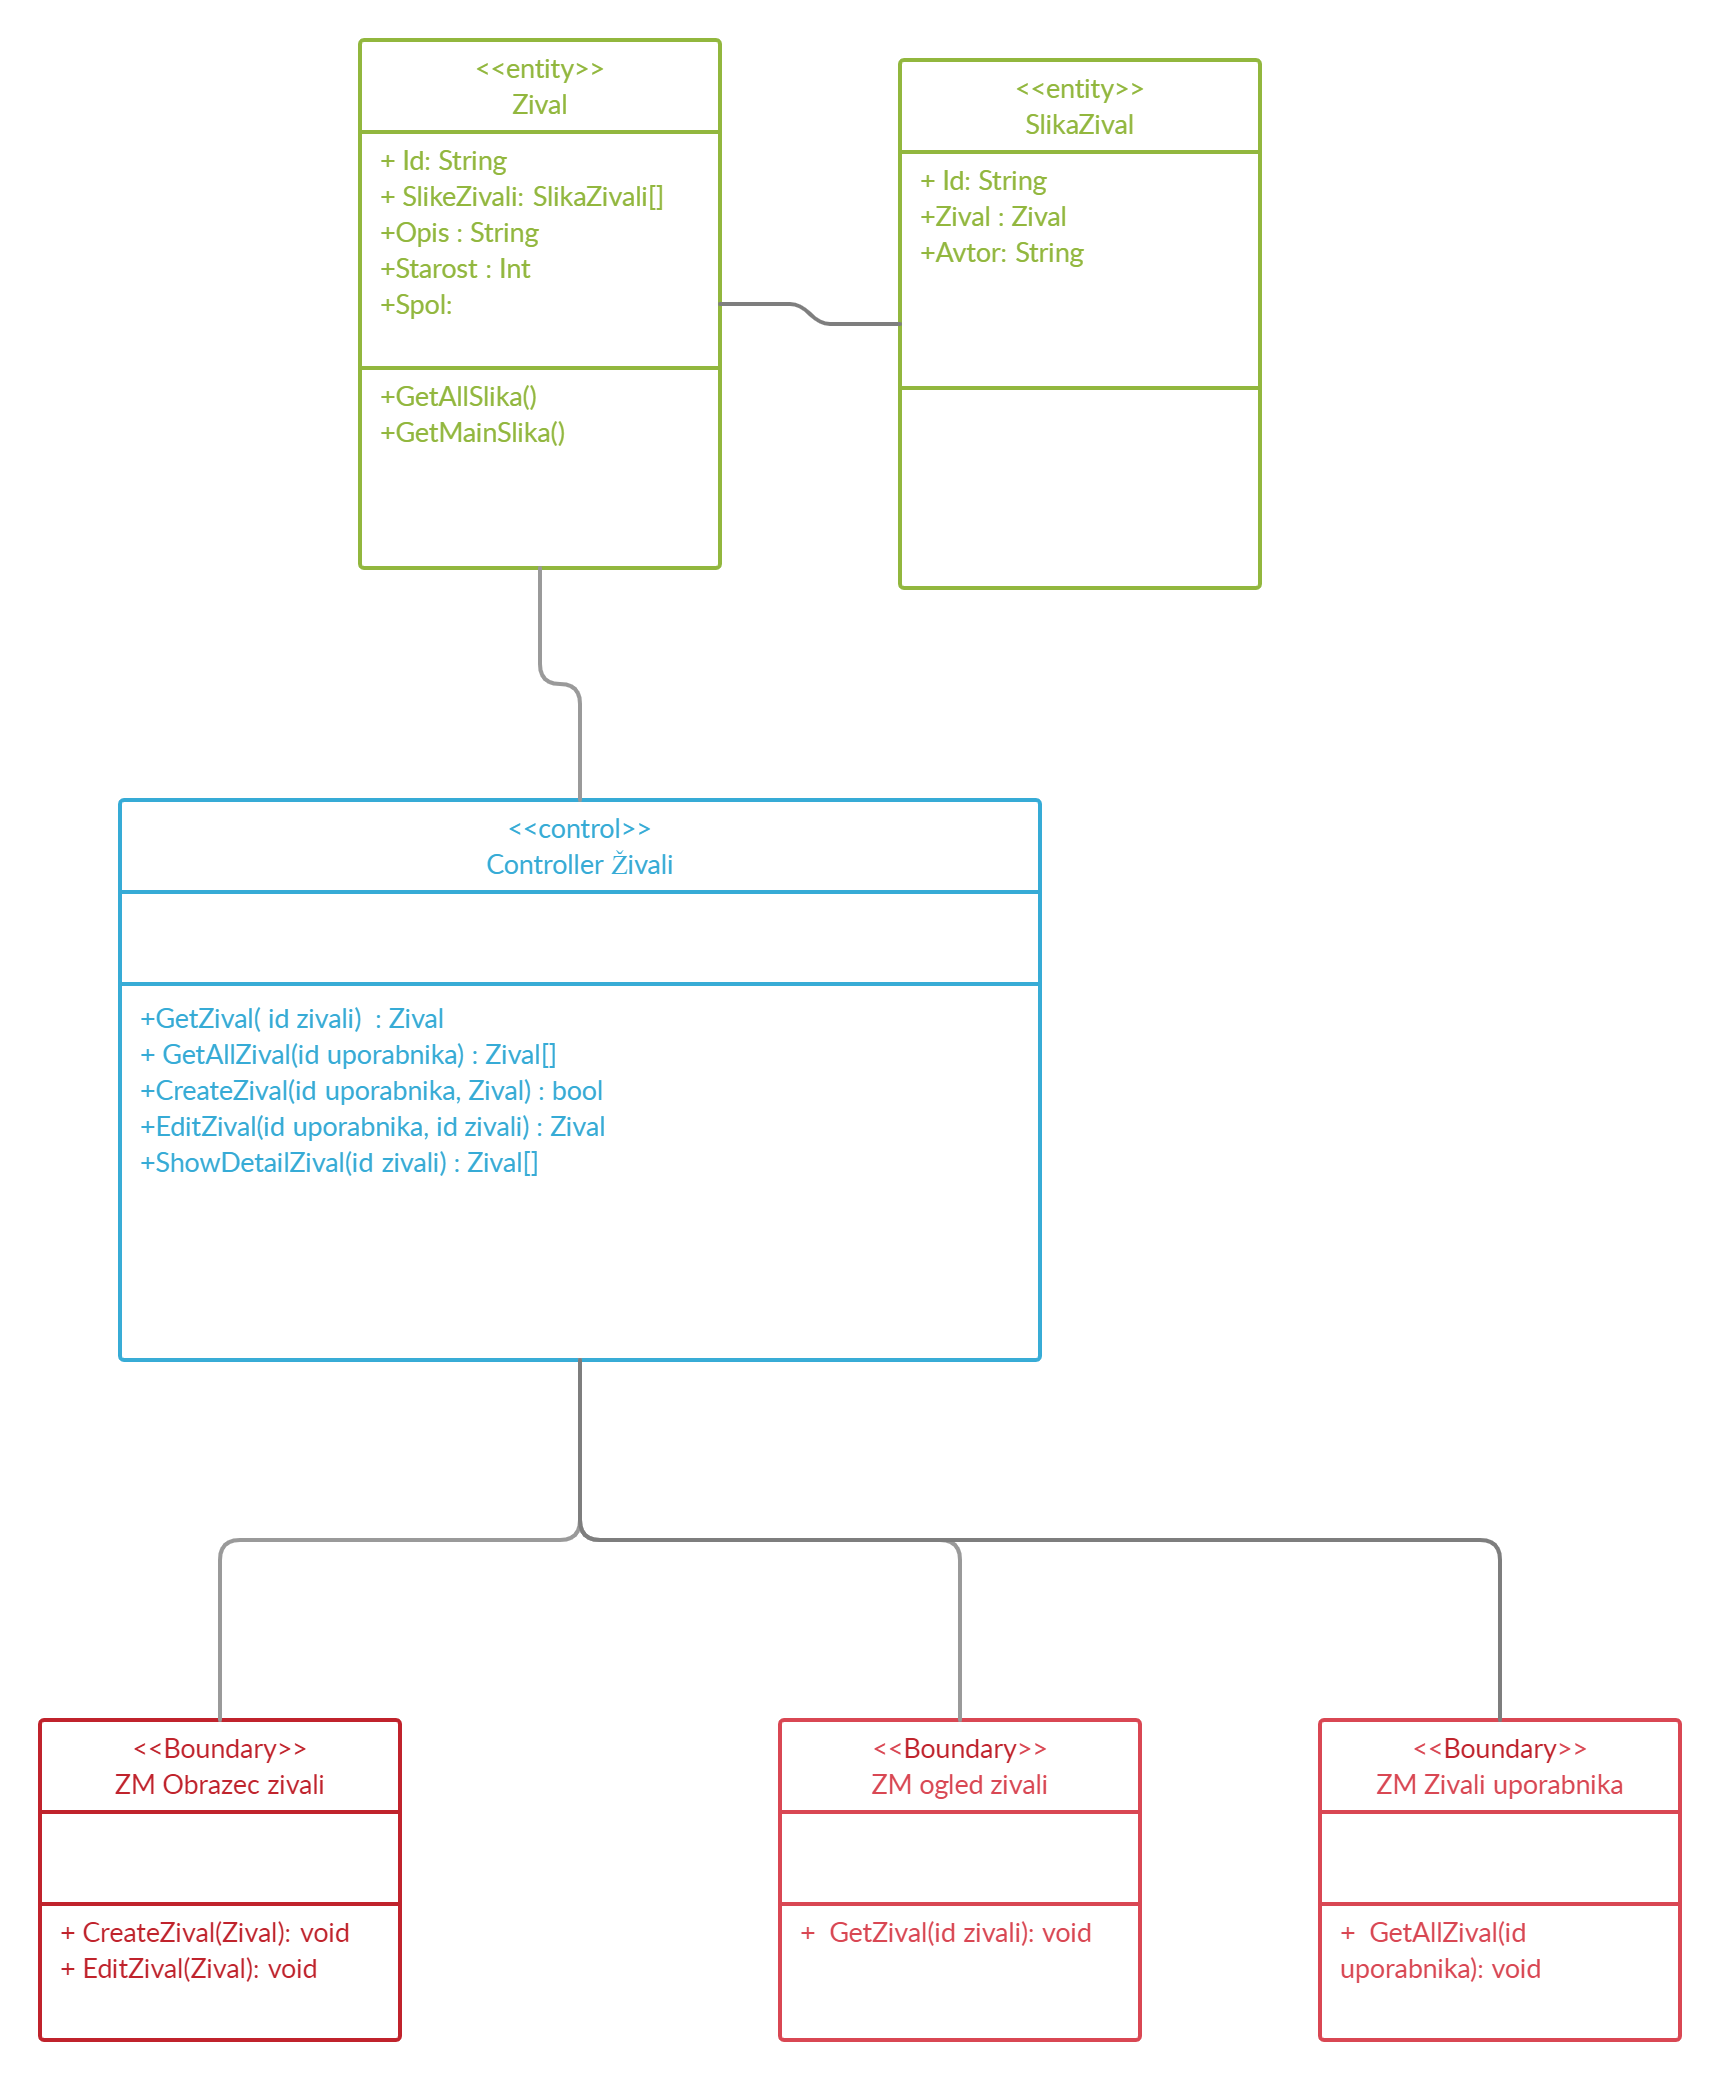 <<entity>>
Zival
+ Id: String
+ SlikeZivali: SlikaZivali[]
+Opis : String
+Starost : Int
+Spol:
+GetAllSlika()
+GetMainSlika()
<<entity>>
SlikaZival
+ Id: String
+Zival : Zival
+Avtor: String
<<control>>
Controller Živali
+GetZival( id zivali)  : Zival
+ GetAllZival(id uporabnika) : Zival[]
+CreateZival(id uporabnika, Zival) : bool
+EditZival(id uporabnika, id zivali) : Zival
+ShowDetailZival(id zivali) : Zival[]
<<Boundary>>
ZM Obrazec zivali
+ CreateZival(Zival): void
+ EditZival(Zival): void
<<Boundary>>
ZM ogled zivali
+  GetZival(id zivali): void
<<Boundary>>
ZM Zivali uporabnika
+  GetAllZival(id
uporabnika): void